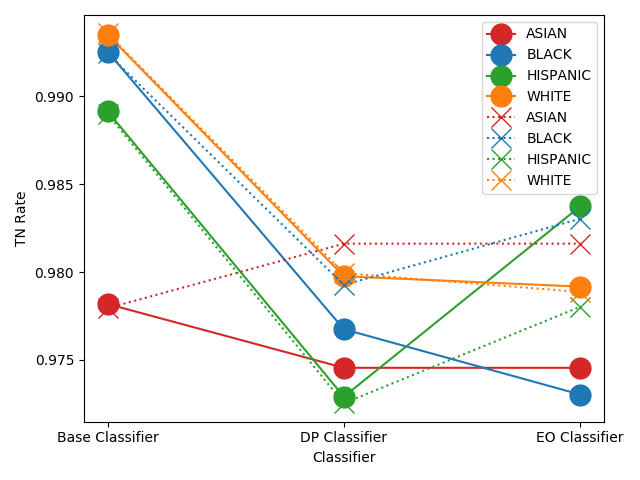 ASIAN
BLACK
HISPANIC
WHITE
ASIAN
BLACK
HISPANIC
WHITE
0.990
0.985
0.980
0.975
TN Rate
Base Classifier
DP Classifier
EO Classifier
Classifier